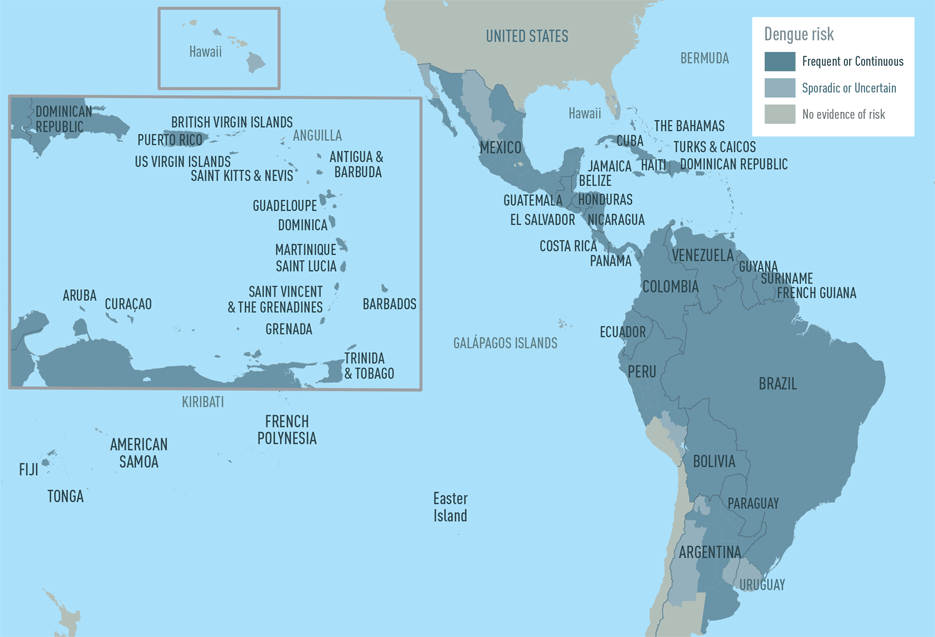 Hawaii
UNITED STATES
BERMUDA
Dengue risk
Frequent or Continuous
Sporadic or Uncertain
No evidence of risk
DOMINICAN
REPUBLIC
BRITISH VIRGIN ISLANDS
PUERTO RICO
ANGUILLA
US VIRGIN ISLANDS
SAINT KITTS & NEVIS
ANTIGUA &
BARBUDA
GUADELOUPE
DOMINICA
MARTINIQUE
SAINT LUCIA
SAINT VINCENT
& THE GRENADINES
BARBADOS
GRENADA
ARUBA
CURAÇAO
TRINIDA
& TOBAGO
Hawaii
THE BAHAMAS
CUBA
TURKS & CAICOS
MEXICO
JAMAICA
HAITI
DOMINICAN REPUBLIC
BELIZE
GUATEMALA
HONDURAS
EL SALVADOR
NICARAGUA
COSTA RICA
PANAMA
VENEZUELA
GUYANA
SURINAME
FRENCH GUIANA
COLOMBIA
ECUADOR
GALÁPAGOS ISLANDS
PERU
BRAZIL
KIRIBATI
FRENCH
POLYNESIA
AMERICAN
SAMOA
FIJI
TONGA
Easter
Island
BOLIVIA
PARAGUAY
ARGENTINA
URUGUAY